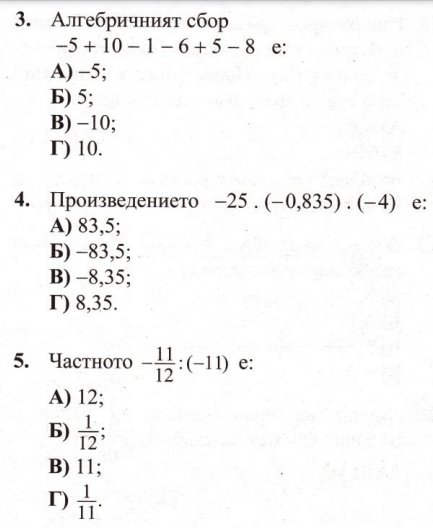 3. Алгебричният сбор
−5 + 10 − 1 − 6 + 5 − 8 е:
А) −5;
Б) 5;
В) −10;
Г) 10.
4. Произведението −25 . (−0,835) . (−4) е:
А) 83,5;
Б) −83,5;
В) −8,35;
Г) 8,35.
5. Частното −11/12 : (−11) е:
А) 12;
Б) 1/12;
В) 11;
Г) 1/11.